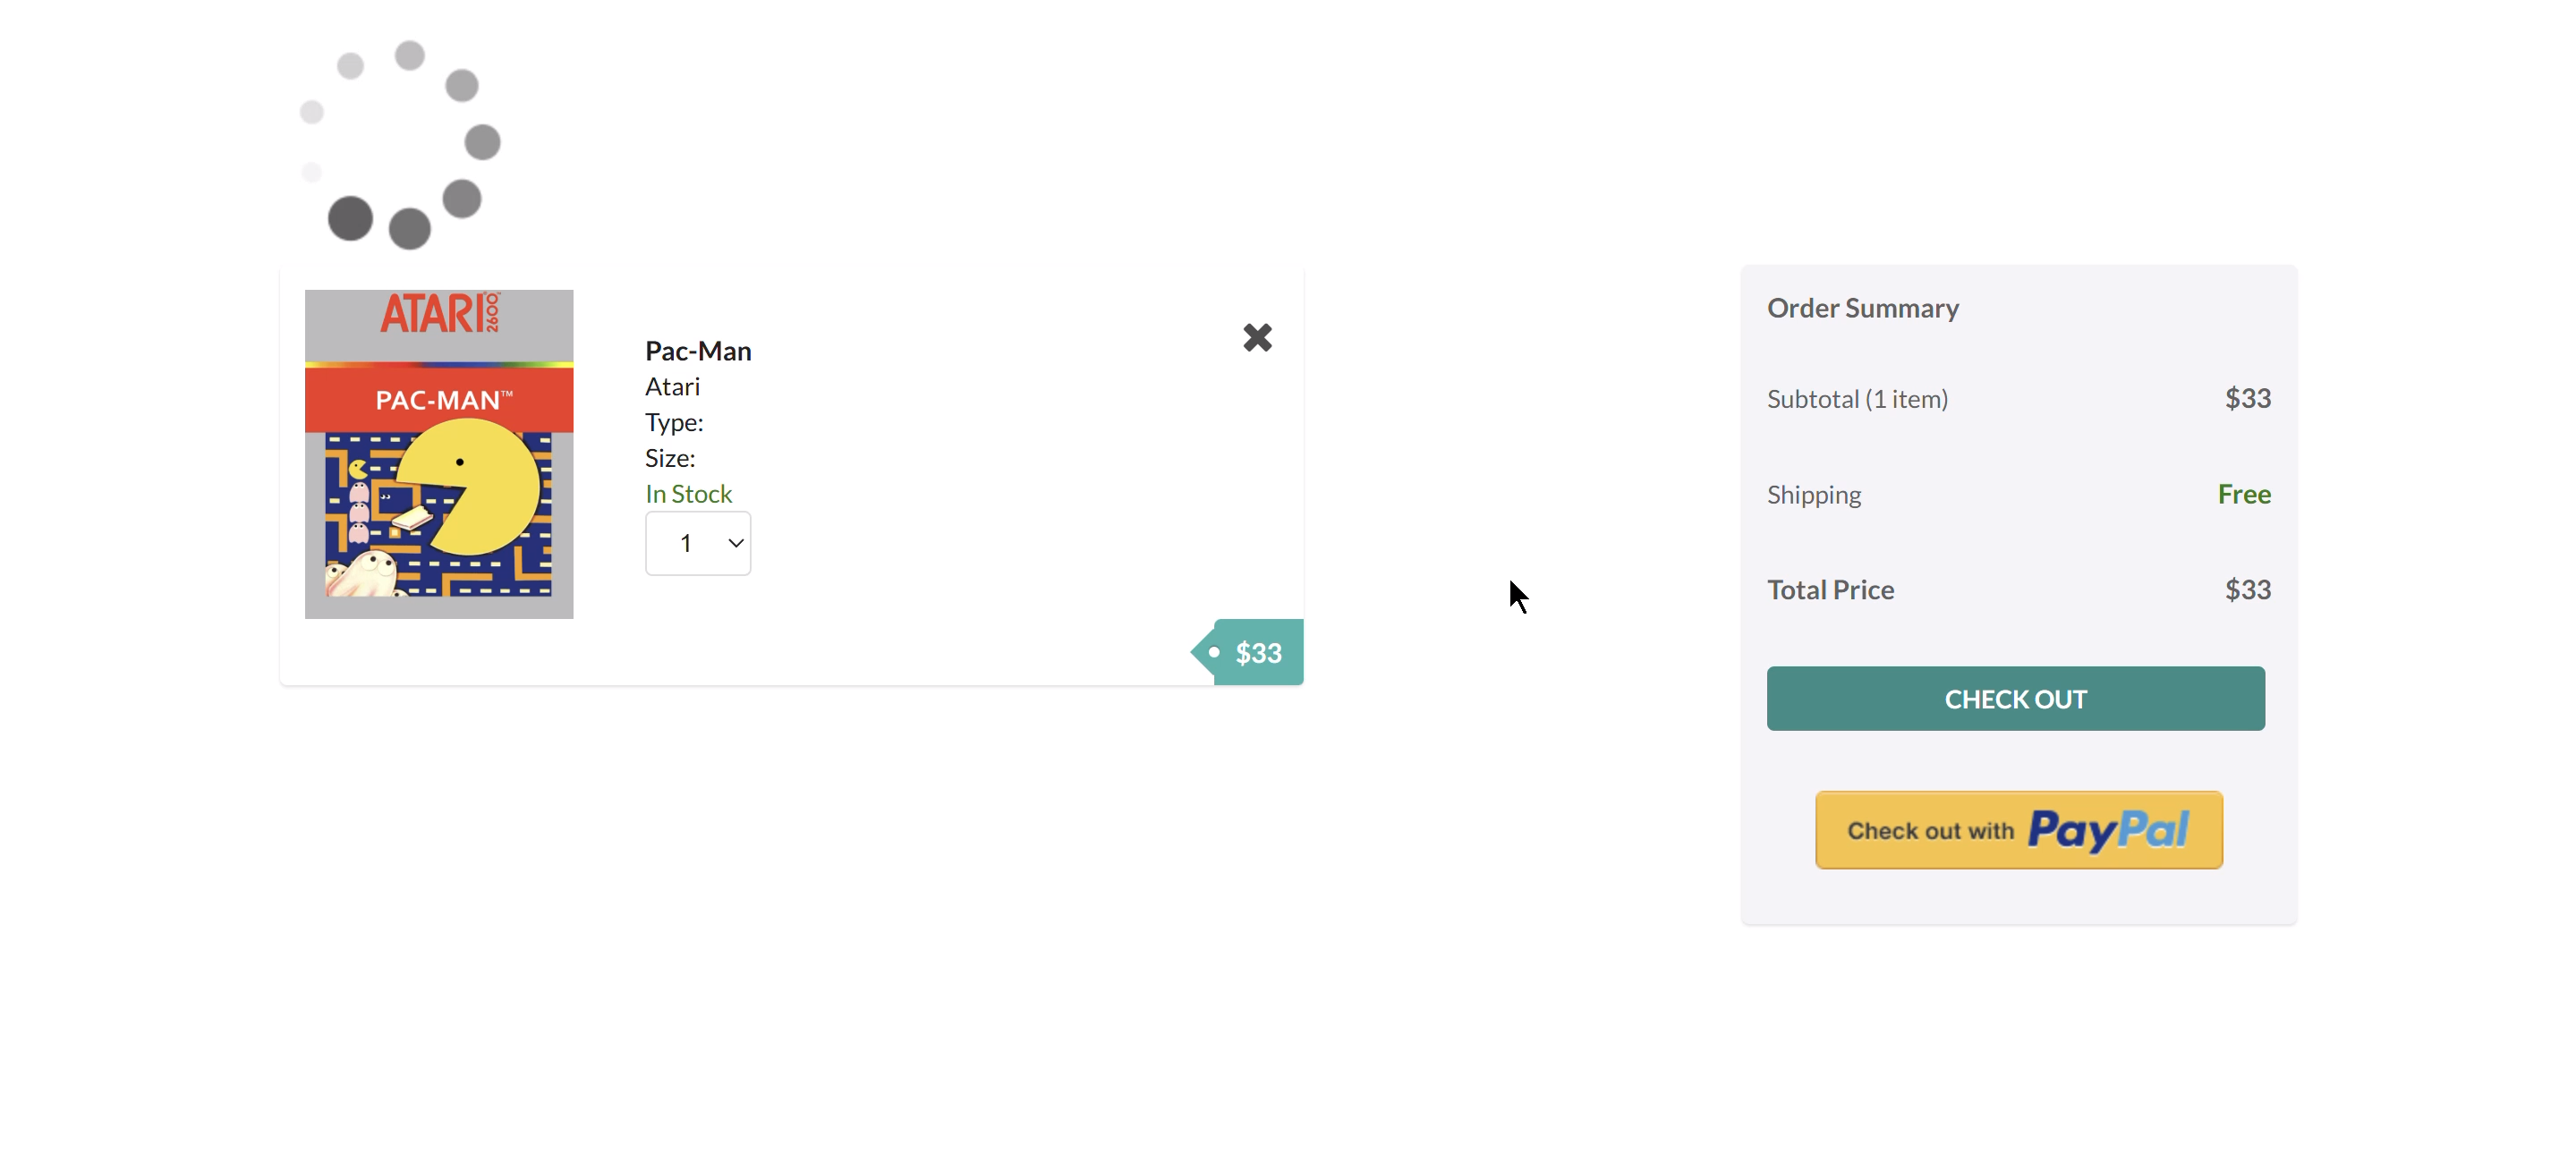 ATARI 2600
PAC-MAN™
Pac-Man
Atari
Type:
Size:
In Stock
1
$33
Order Summary
Subtotal (1 item) $33
Shipping Free
Total Price $33
CHECK OUT
Check out with PayPal